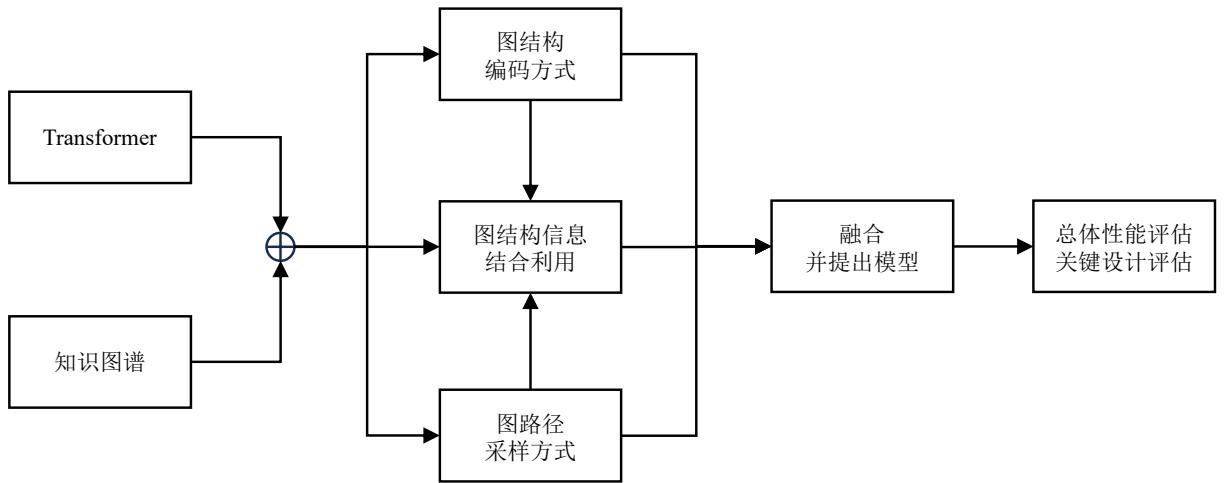 Transformer
知识图谱
图结构
编码方式
图结构信息
结合利用
图路径
采样方式
融合
并提出模型
总体性能评估
关键设计评估